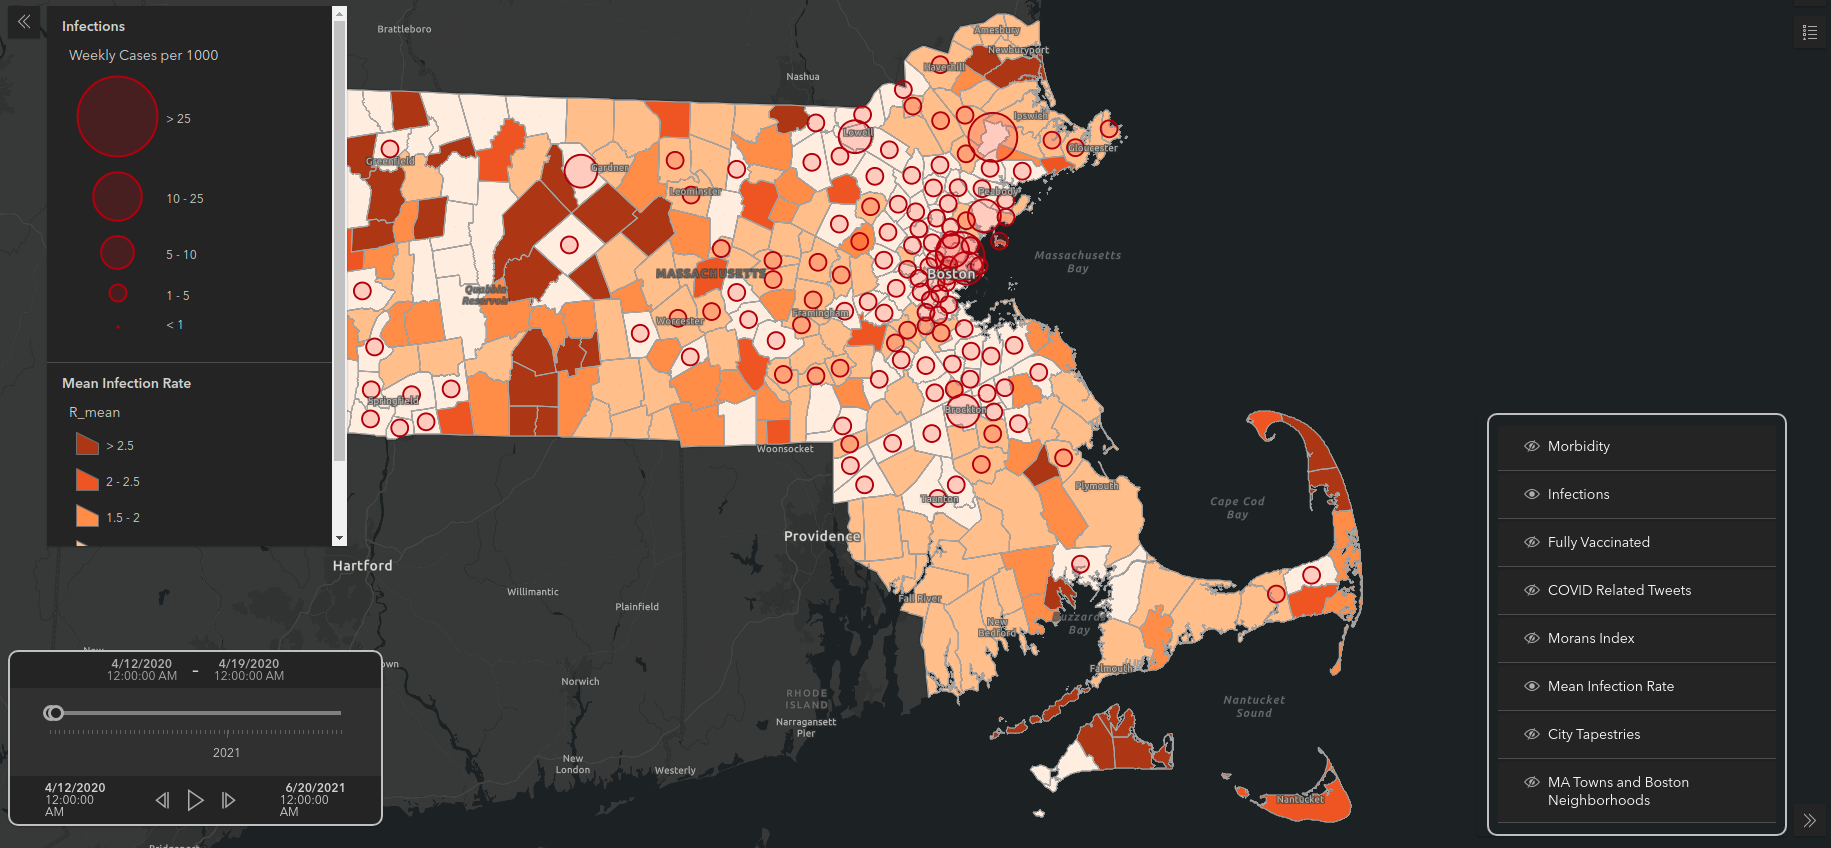 Infections
Weekly Cases per 1000
> 25
10 - 25
5 - 10
1 - 5
< 1
Mean Infection Rate
R_mean
> 2.5
2 - 2.5
1.5 - 2
Brattleboro
Nashua
Amesbury
Newburyport
Haverhill
Ipswich
Gloucester
Lowell
Greenfield
Gardner
Leominster
Peabody
MASSACHUSETTS
Boston
Massachusetts
Bay
Quabbin
Reservoir
Worcester
Framingham
Springfield
Brockton
Woonsocket
Taunton
Plymouth
Cape Cod
Bay
Providence
Hartford
Willimantic
Plainfield
Fall River
New
Bedford
Buzzards
Bay
Falmouth
Norwich
RHODE
ISLAND
Narragansett
Pier
Nantucket
Sound
New
London
Westerly
Nantucket
New
own
Bridgeport
4/12/2020
12:00:00 AM
-
4/19/2020
12:00:00 AM
2021
4/12/2020
12:00:00
AM
6/20/2021
12:00:00
AM
Morbidity
Infections
Fully Vaccinated
COVID Related Tweets
Morans Index
Mean Infection Rate
City Tapestries
MA Towns and Boston
Neighborhoods